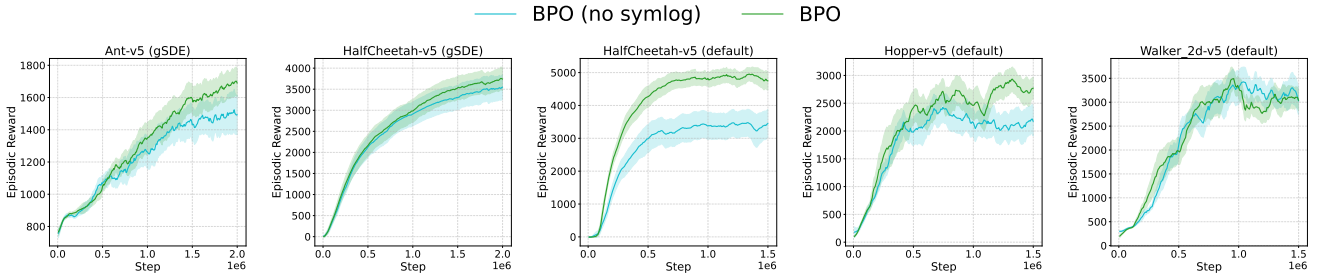 BPO (no symlog) BPO
Ant-v5 (gSDE)
Episodic Reward
1800
1600
1400
1200
1000
800
0.0 0.5 1.0 1.5 2.0
1e6
Step
HalfCheetah-v5 (gSDE)
Episodic Reward
4000
3500
3000
2500
2000
1500
1000
500
0
0.0 0.5 1.0 1.5 2.0
1e6
Step
HalfCheetah-v5 (default)
Episodic Reward
5000
4000
3000
2000
1000
0
0.0 0.5 1.0 1.5
1e6
Step
Hopper-v5 (default)
Episodic Reward
3000
2500
2000
1500
1000
500
0
0.0 0.5 1.0 1.5
1e6
Step
Walker_2d-v5 (default)
Episodic Reward
3500
3000
2500
2000
1500
1000
500
0
0.0 0.5 1.0 1.5
1e6
Step